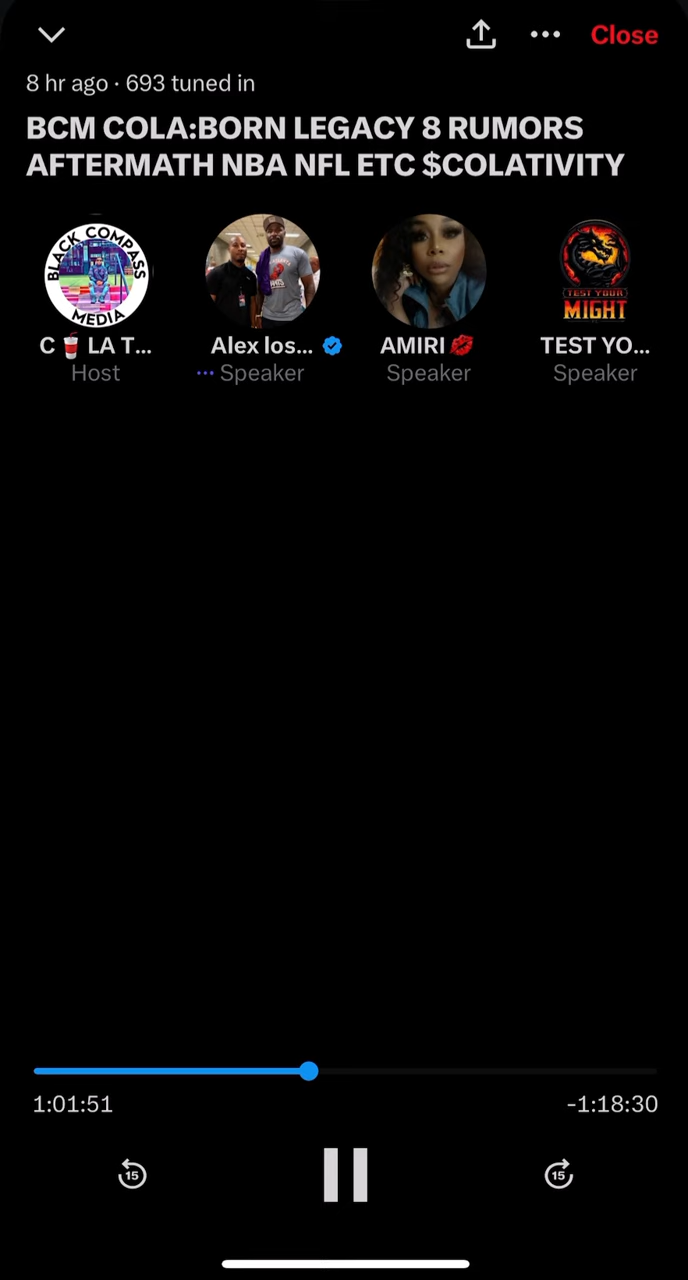 Close
8 hr ago · 693 tuned in
BCM COLA:BORN LEGACY 8 RUMORS
AFTERMATH NBA NFL ETC $COLATIVITY
BLACK COMPASS
MEDIA
TEST YOUR
MIGHT
C 🥤 LA T... Alex los... AMIRI 💋 TEST YO...
Host ••• Speaker Speaker Speaker
1:01:51 -1:18:30
15 15